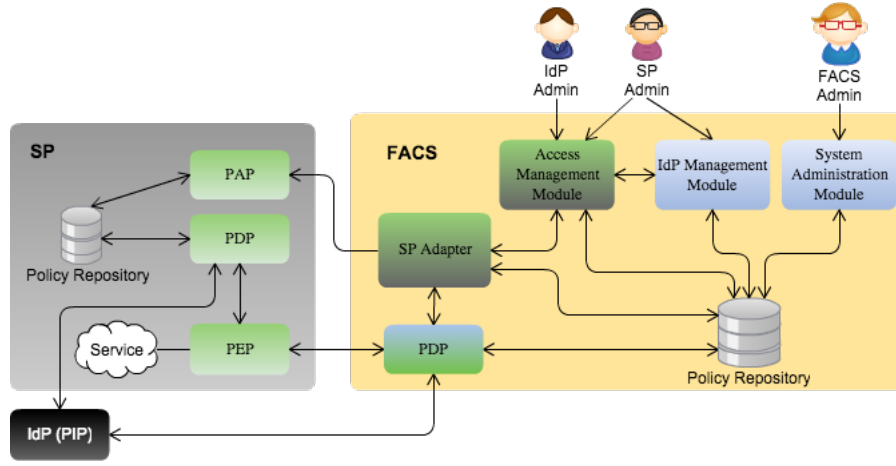 IdP
Admin
SP
Admin
FACS
Admin
SP
FACS
PAP
PDP
Policy Repository
Service
PEP
SP Adapter
PDP
Access
Management
Module
IdP Management
Module
System
Administration
Module
Policy Repository
IdP (PIP)